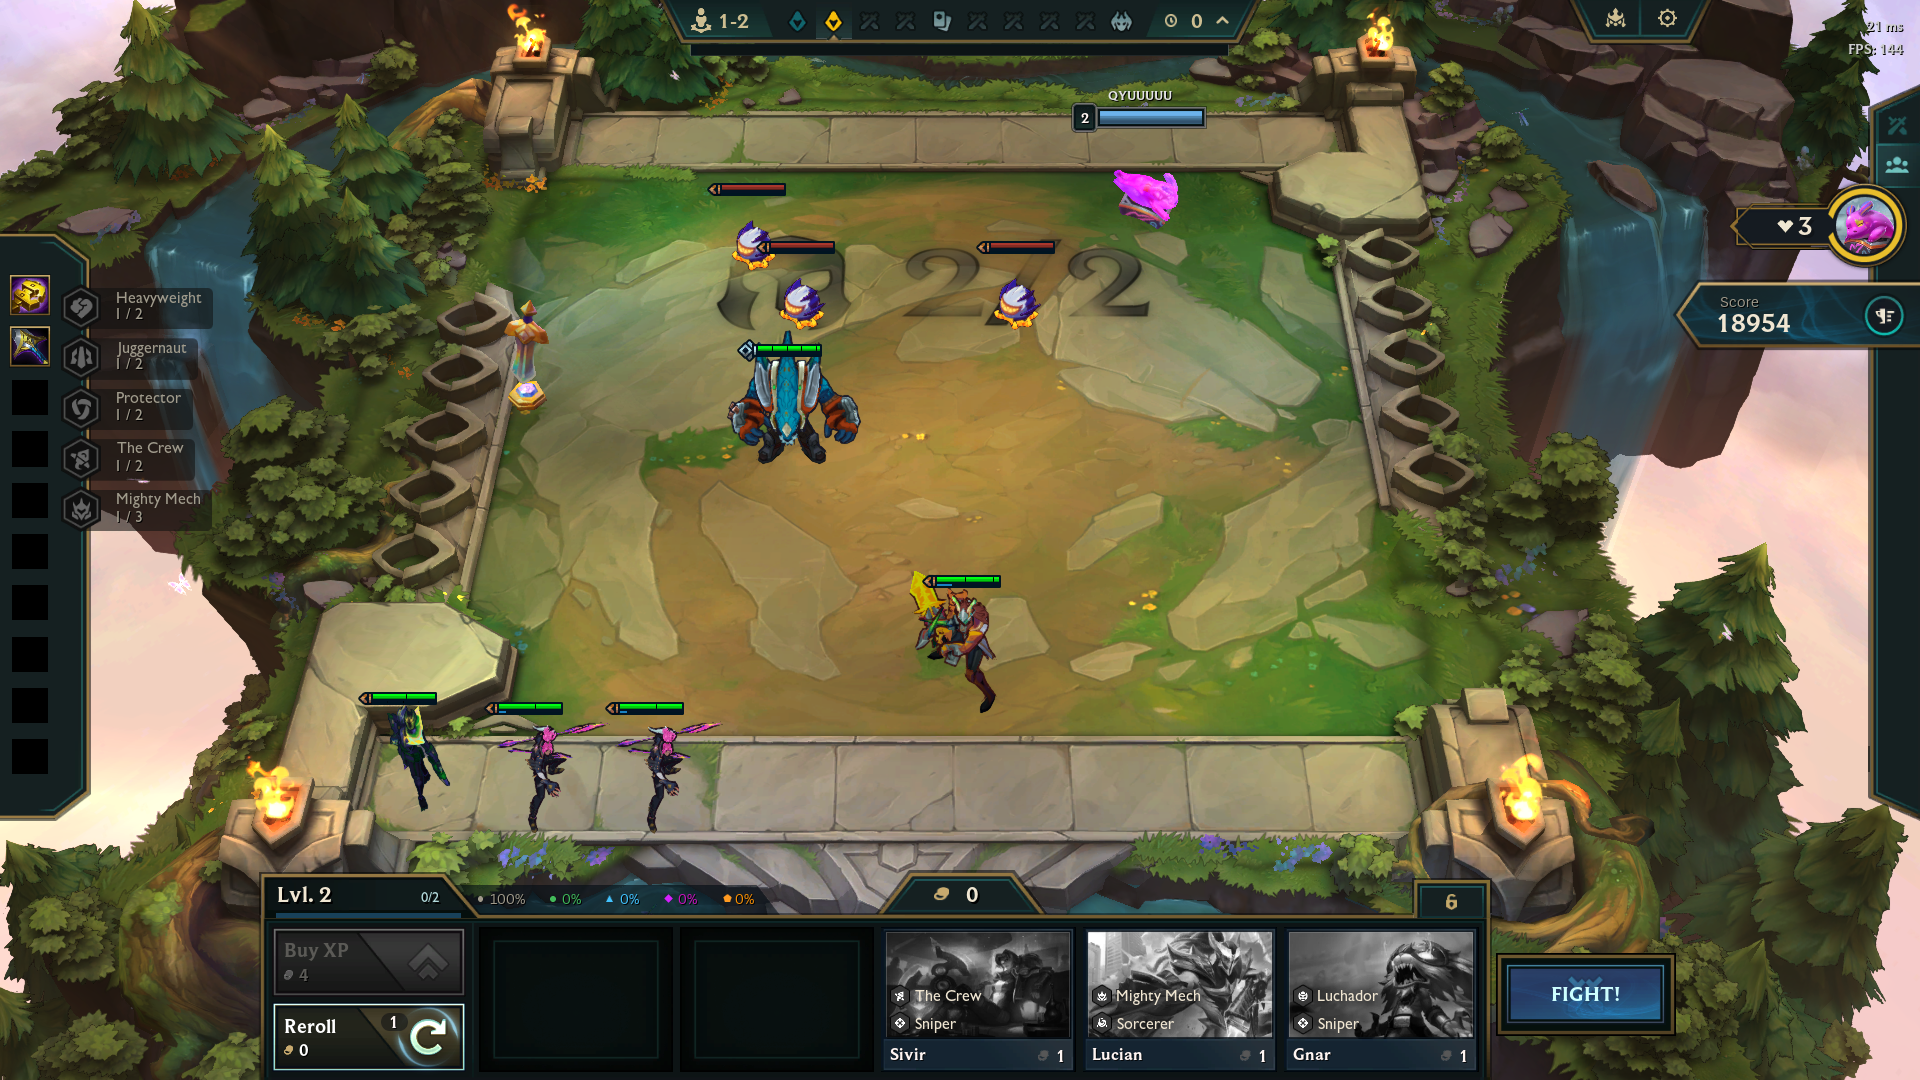 1-2
0
21 ms
FPS: 144
QYUUUUU
2
2/2
3
Score
18954
Heavyweight
1 / 2
Juggernaut
1 / 2
Protector
1 / 2
The Crew
1 / 2
Mighty Mech
1 / 3
Lvl. 2
0/2
100%
0%
0%
0%
0%
0
6
Buy XP
4
Reroll
1
0
The Crew
Sniper
Sivir
1
Mighty Mech
Sorcerer
Lucian
1
Luchador
Sniper
Gnar
1
FIGHT!